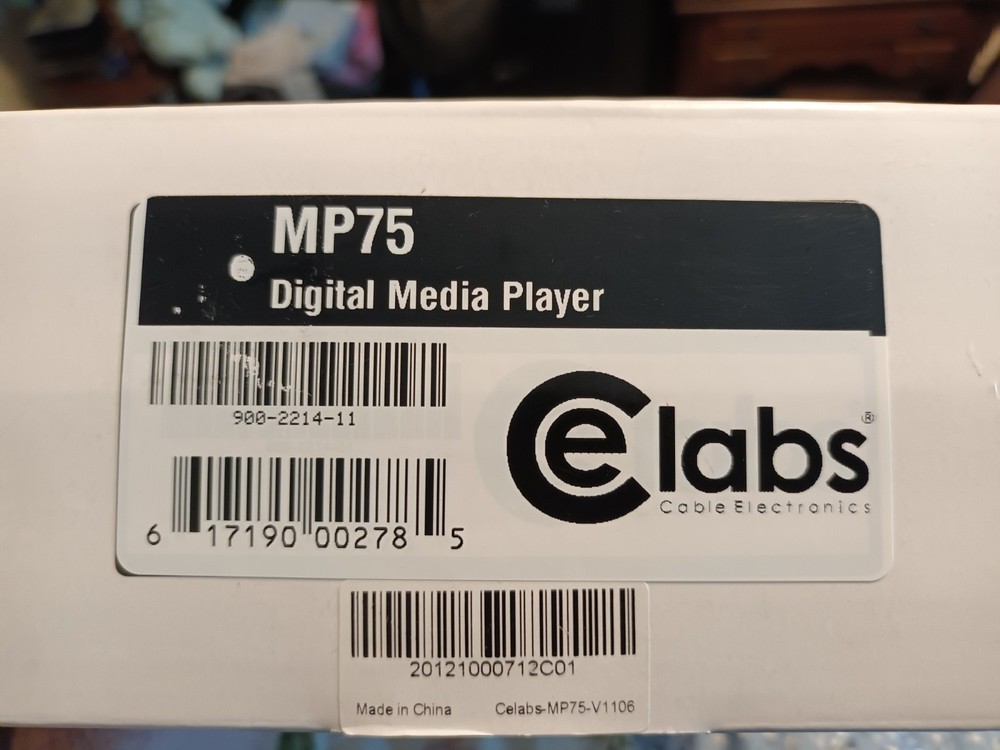 MP75
Digital Media Player
900-2214-11
6 17190 00278 5
Celabs®
Cable Electronics
20121000712C01
Made in China Celabs-MP75-V1106